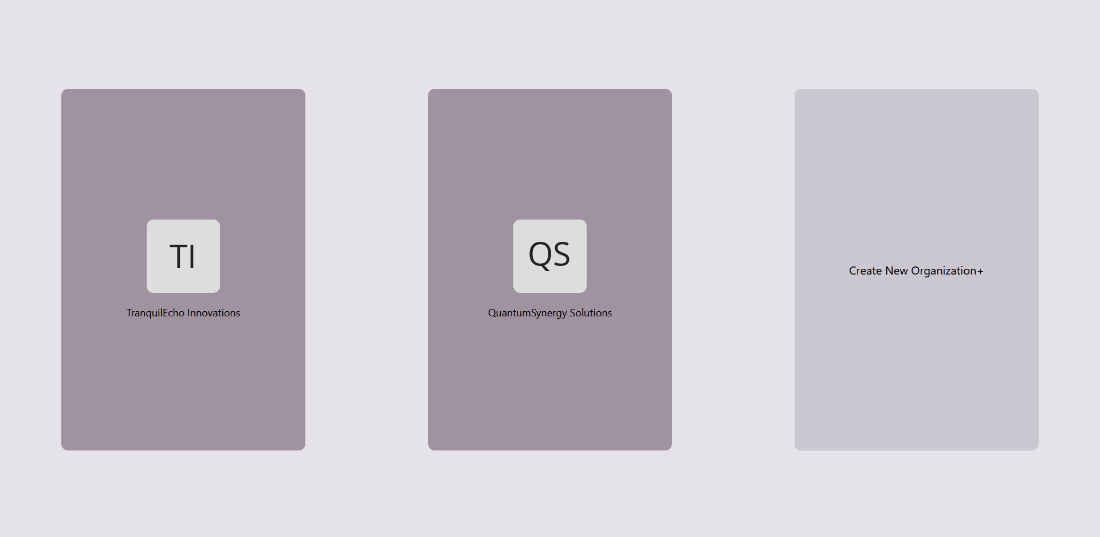 TI
TranquilEcho Innovations
QS
QuantumSynergy Solutions
Create New Organization+